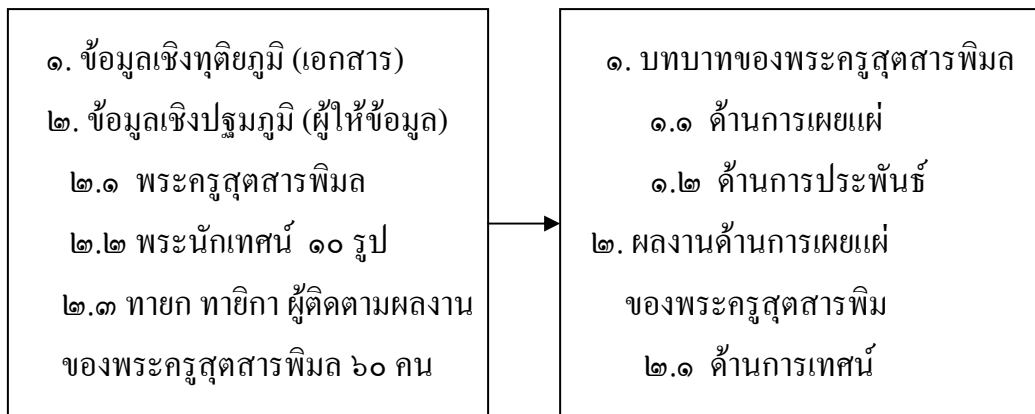 ๑. ข้อมูลเชิงทุติยภูมิ (เอกสาร)
๒. ข้อมูลเชิงปฐมภูมิ (ผู้ให้ข้อมูล)
๒.๑ พระครูสุตสารพิมล
๒.๒ พระนักเทศน์ ๑๐ รูป
๒.๓ ทายก ทายิกา ผู้ติดตามผลงาน
ของพระครูสุตสารพิมล ๖๐ คน
๑. บทบาทของพระครูสุตสารพิมล
๑.๑ ด้านการเผยแผ่
๑.๒ ด้านการประพันธ์
๒. ผลงานด้านการเผยแผ่
ของพระครูสุตสารพิม
๒.๑ ด้านการเทศน์